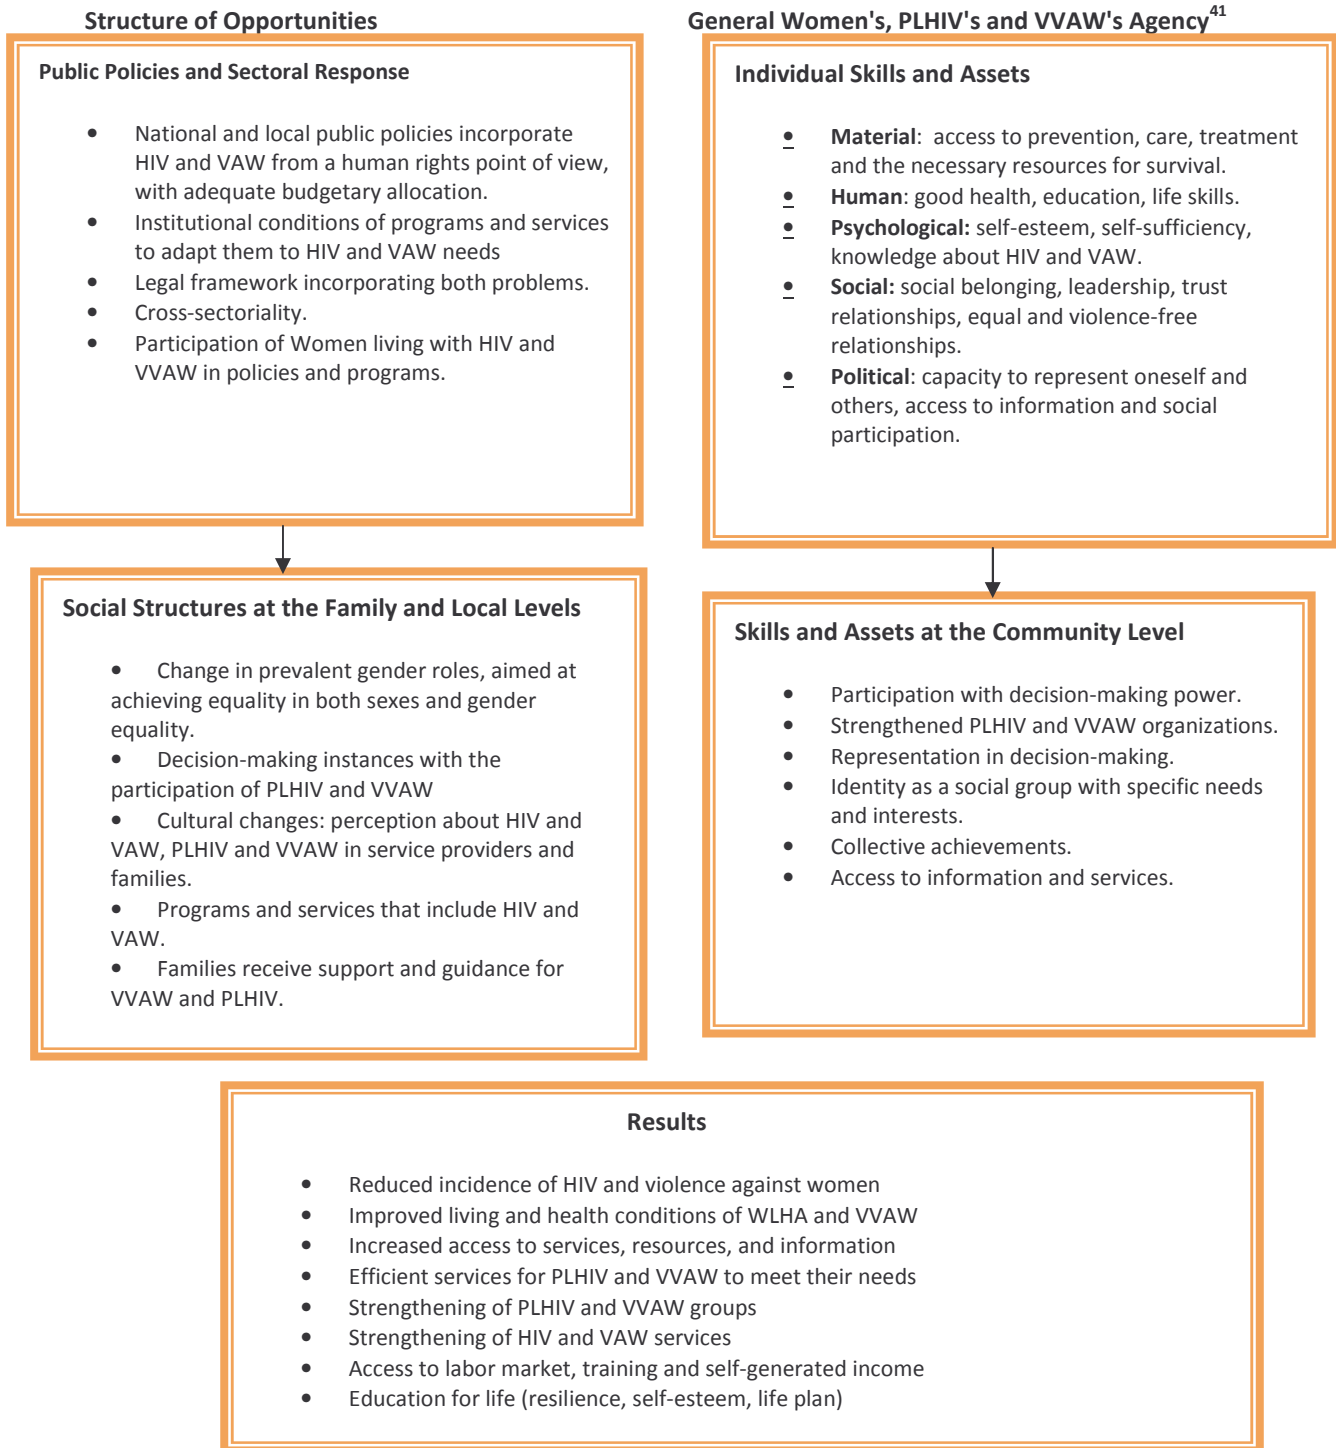 Structure of Opportunities
Public Policies and Sectoral Response
• National and local public policies incorporate
HIV and VAW from a human rights point of view,
with adequate budgetary allocation.
• Institutional conditions of programs and services
to adapt them to HIV and VAW needs
• Legal framework incorporating both problems.
• Cross-sectoriality.
• Participation of Women living with HIV and
VVAW in policies and programs.
Social Structures at the Family and Local Levels
• Change in prevalent gender roles, aimed at
achieving equality in both sexes and gender
equality.
• Decision-making instances with the
participation of PLHIV and VVAW
• Cultural changes: perception about HIV and
VAW, PLHIV and VVAW in service providers and
families.
• Programs and services that include HIV and
VAW.
• Families receive support and guidance for
VVAW and PLHIV.
General Women's, PLHIV's and VVAW's Agency41
Individual Skills and Assets
• Material: access to prevention, care, treatment
and the necessary resources for survival.
• Human: good health, education, life skills.
• Psychological: self-esteem, self-sufficiency,
knowledge about HIV and VAW.
• Social: social belonging, leadership, trust
relationships, equal and violence-free
relationships.
• Political: capacity to represent oneself and
others, access to information and social
participation.
Skills and Assets at the Community Level
• Participation with decision-making power.
• Strengthened PLHIV and VVAW organizations.
• Representation in decision-making.
• Identity as a social group with specific needs
and interests.
• Collective achievements.
• Access to information and services.
Results
• Reduced incidence of HIV and violence against women
• Improved living and health conditions of WLHA and VVAW
• Increased access to services, resources, and information
• Efficient services for PLHIV and VVAW to meet their needs
• Strengthening of PLHIV and VVAW groups
• Strengthening of HIV and VAW services
• Access to labor market, training and self-generated income
• Education for life (resilience, self-esteem, life plan)